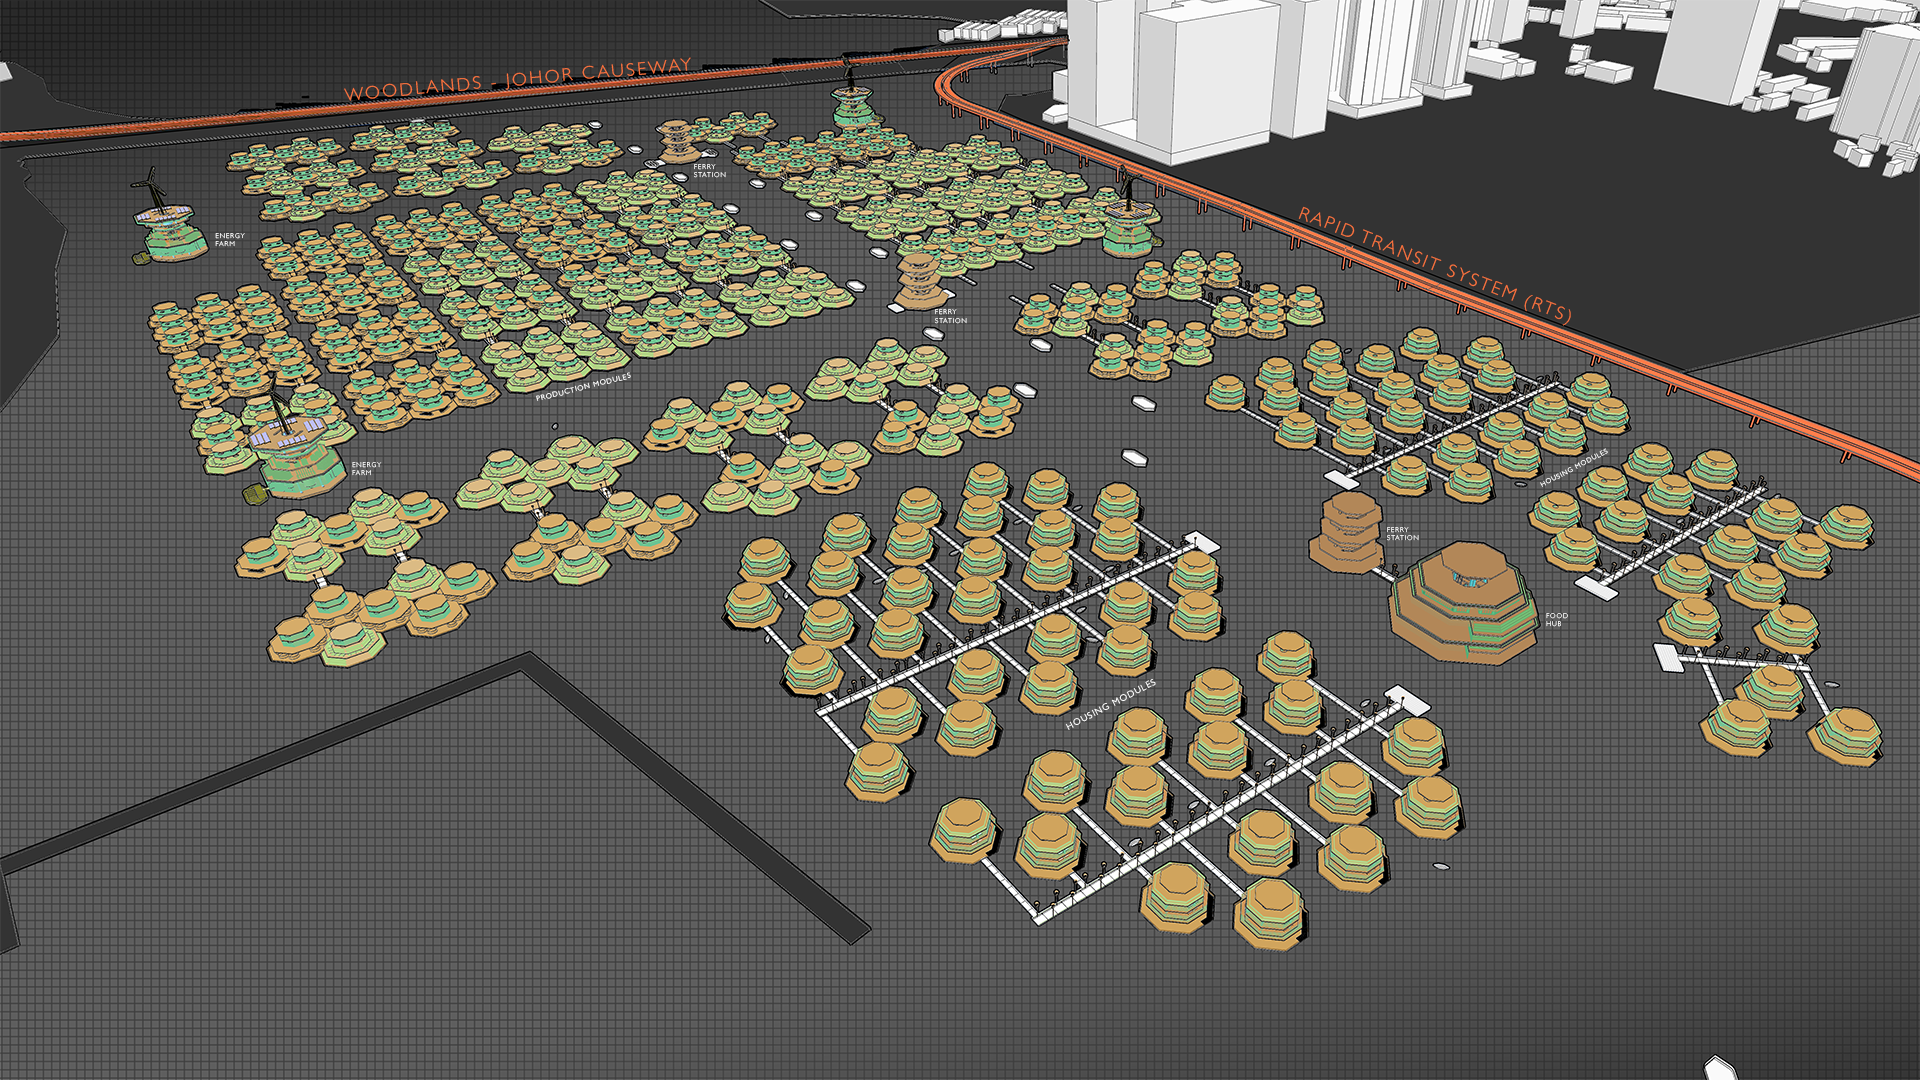 WOODLANDS - JOHOR CAUSEWAY
FERRY
STATION
RAPID TRANSIT SYSTEM (RTS)
ENERGY
FARM
FERRY
STATION
PRODUCTION MODULES
ENERGY
FARM
HOUSING MODULES
FERRY
STATION
FOOD
HUB
HOUSING MODULES